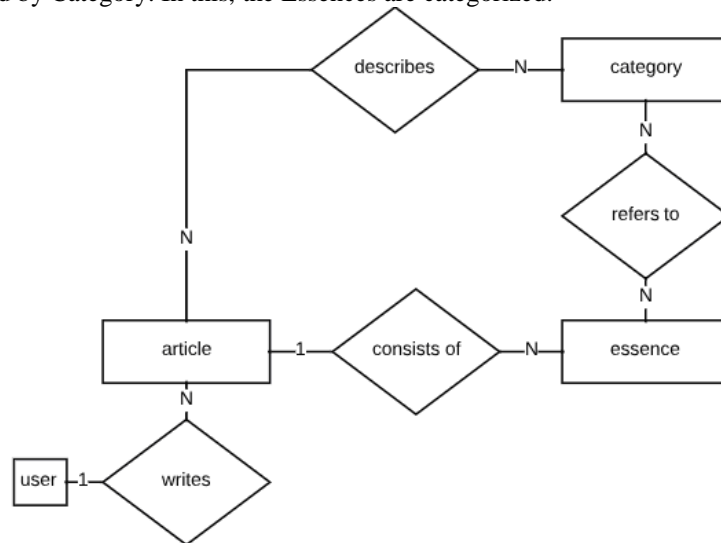 d by Category. In this, the Essences are categorized.
describes
N
category
N
refers to
N
N
article
1
consists of
N
essence
N
user
1
writes